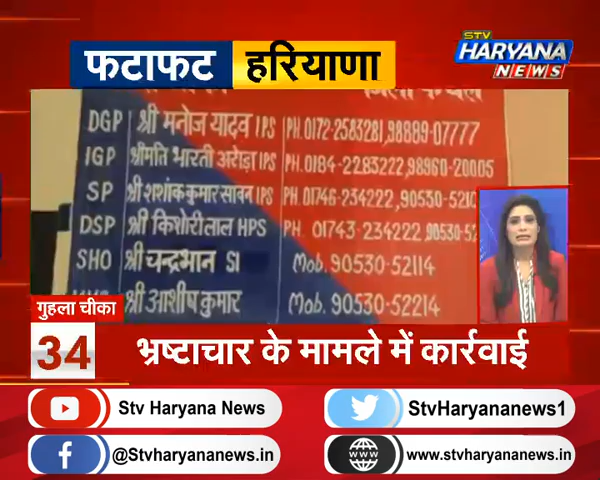 फटाफट हरियाणा
STV
HARYANA
NEWS
DGP श्री मनोज यादव IPS PH.0172-2583281,98889-07777
IGP श्रीमति भारती अरोड़ा IPS PH.0184-2283222,98960-20005
SP श्री शशांक कुमार सावन IPS PH.01746-234222,90530-5210
DSP श्री किशोरी लाल HPS PH. 01743-234222,90530-52
SHO श्री चन्द्रभान SI Mob. 90530-52114
श्री आशीष कुमार Mob. 90530-52214
गुहला चीका
34 भ्रष्टाचार के मामले में कार्रवाई
Stv Haryana News
StvHaryananews1
@Stvharyananews.in
www.stvharyananews.in